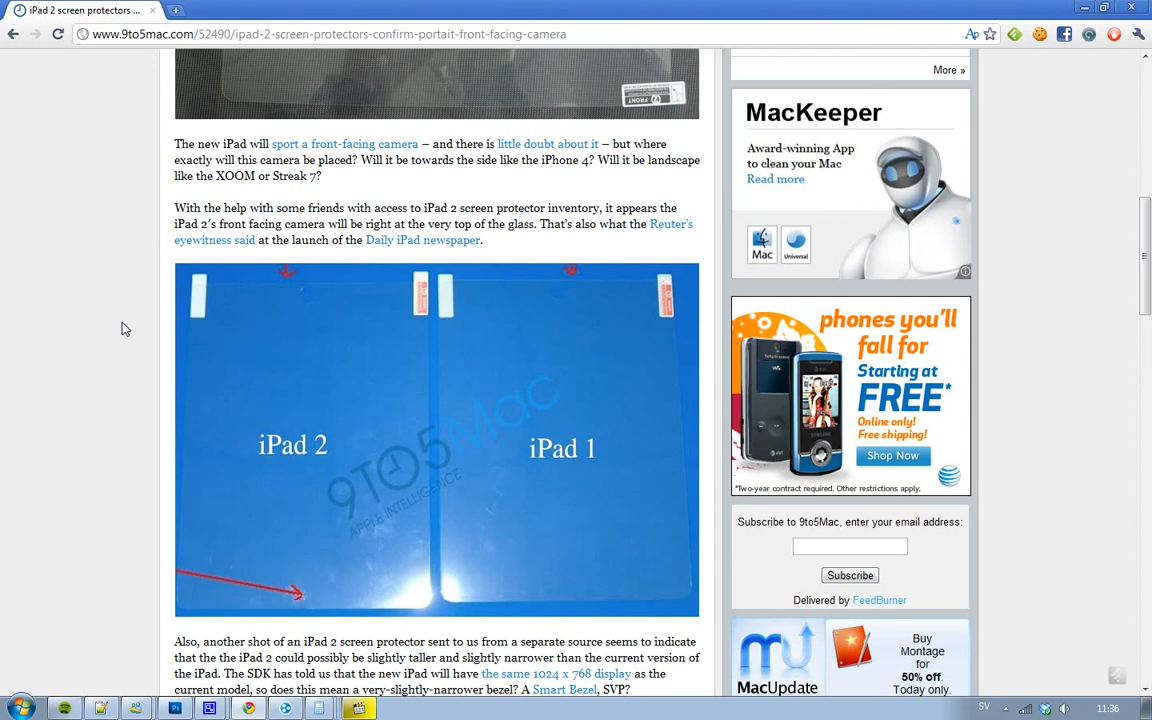 iPad 2 screen protectors ...
www.9to5mac.com/52490/ipad-2-screen-protectors-confirm-portait-front-facing-camera
More »
FRONT
MacKeeper
Award-winning App
to clean your Mac
Read more
Mac
Universal
The new iPad will sport a front-facing camera – and there is little doubt about it – but where
exactly will this camera be placed? Will it be towards the side like the iPhone 4? Will it be landscape
like the XOOM or Streak 7?
With the help with some friends with access to iPad 2 screen protector inventory, it appears the
iPad 2′s front facing camera will be right at the very top of the glass. That's also what the Reuter's
eyewitness said at the launch of the Daily iPad newspaper.
iPad 2
iPad 1
9TO5Mac
APPLE INTELLIGENCE
Also, another shot of an iPad 2 screen protector sent to us from a separate source seems to indicate
that the the iPad 2 could possibly be slightly taller and slightly narrower than the current version of
the iPad. The SDK has told us that the new iPad will have the same 1024 x 768 display as the
current model, so does this mean a very-slightly-narrower bezel? A Smart Bezel, SVP?
phones you'll
fall for
Starting at
FREE*
Online only!
Free shipping!
Shop Now
at&t
*Two-year contract required. Other restrictions apply.
Subscribe to 9to5Mac, enter your email address:
Subscribe
Delivered by FeedBurner
mu
MacUpdate
Buy
Montage
for
50% off.
Today only.
SV
11:36